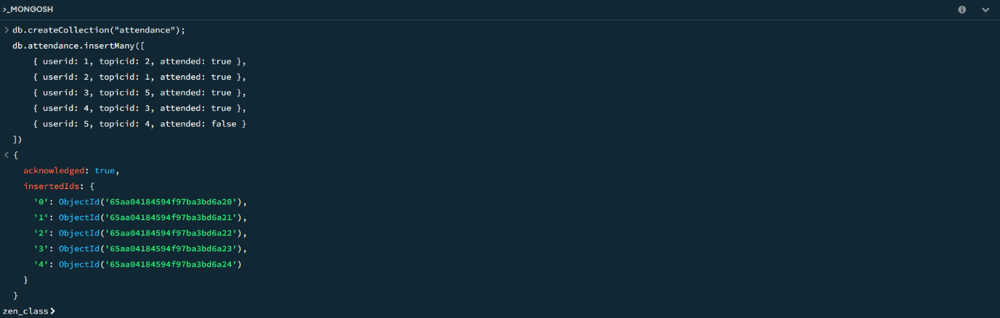 >_MONGOSH
> db.createCollection("attendance");
db.attendance.insertMany([
{ userid: 1, topicid: 2, attended: true },
{ userid: 2, topicid: 1, attended: true },
{ userid: 3, topicid: 5, attended: true },
{ userid: 4, topicid: 3, attended: true },
{ userid: 5, topicid: 4, attended: false }
])
< {
acknowledged: true,
insertedIds: {
'0': ObjectId('65aa04184594f97ba3bd6a20'),
'1': ObjectId('65aa04184594f97ba3bd6a21'),
'2': ObjectId('65aa04184594f97ba3bd6a22'),
'3': ObjectId('65aa04184594f97ba3bd6a23'),
'4': ObjectId('65aa04184594f97ba3bd6a24')
}
}
zen_class>